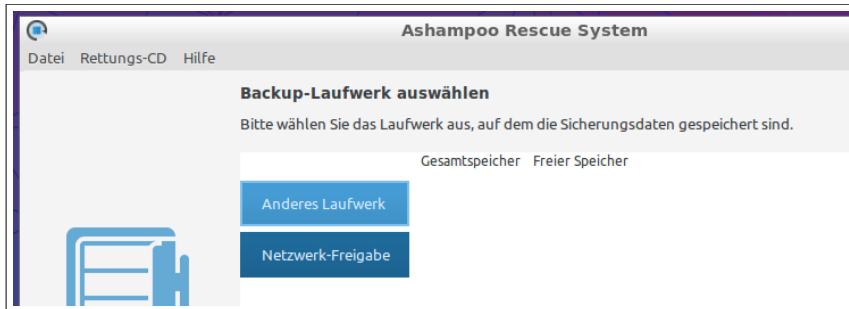 Ashampoo Rescue System
Datei Rettungs-CD Hilfe
Backup-Laufwerk auswählen
Bitte wählen Sie das Laufwerk aus, auf dem die Sicherungsdaten gespeichert sind.
Gesamtspeicher Freier Speicher
Anderes Laufwerk
Netzwerk-Freigabe